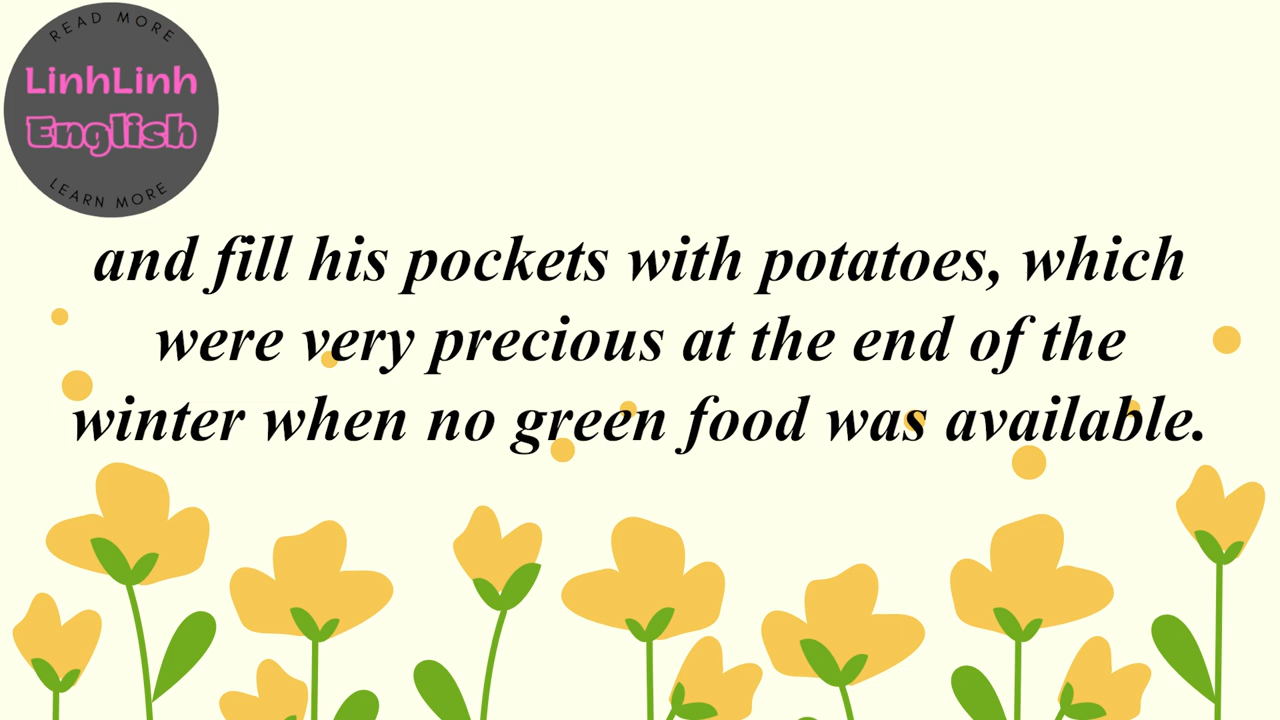 READ MORE
LinhLinh
English
LEARN MORE
and fill his pockets with potatoes, which
were very precious at the end of the
winter when no green food was available.